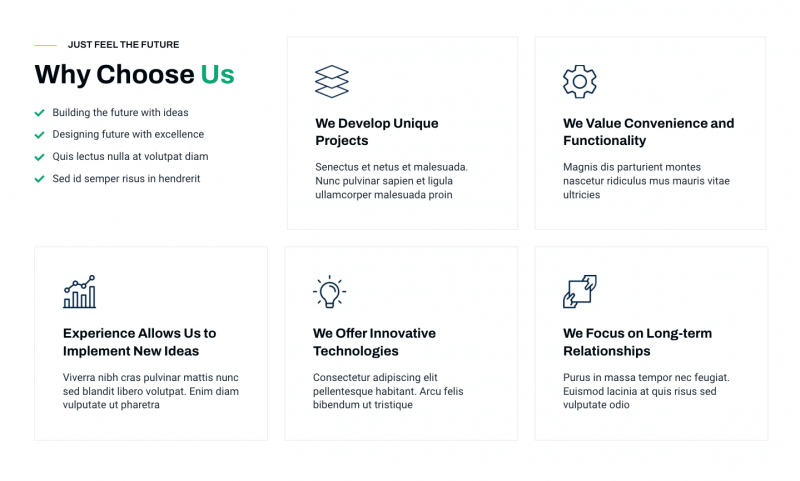 JUST FEEL THE FUTURE
Why Choose Us
Building the future with ideas
Designing future with excellence
Quis lectus nulla at volutpat diam
Sed id semper risus in hendrerit
We Develop Unique
Projects
Senectus et netus et malesuada.
Nunc pulvinar sapien et ligula
ullamcorper malesuada proin
We Value Convenience and
Functionality
Magnis dis parturient montes
nascetur ridiculus mus mauris vitae
ultricies
Experience Allows Us to
Implement New Ideas
Viverra nibh cras pulvinar mattis nunc
sed blandit libero volutpat. Enim diam
vulputate ut pharetra
We Offer Innovative
Technologies
Consectetur adipiscing elit
pellentesque habitant. Arcu felis
bibendum ut tristique
We Focus on Long-term
Relationships
Purus in massa tempor nec feugiat.
Euismod lacinia at quis risus sed
vulputate odio